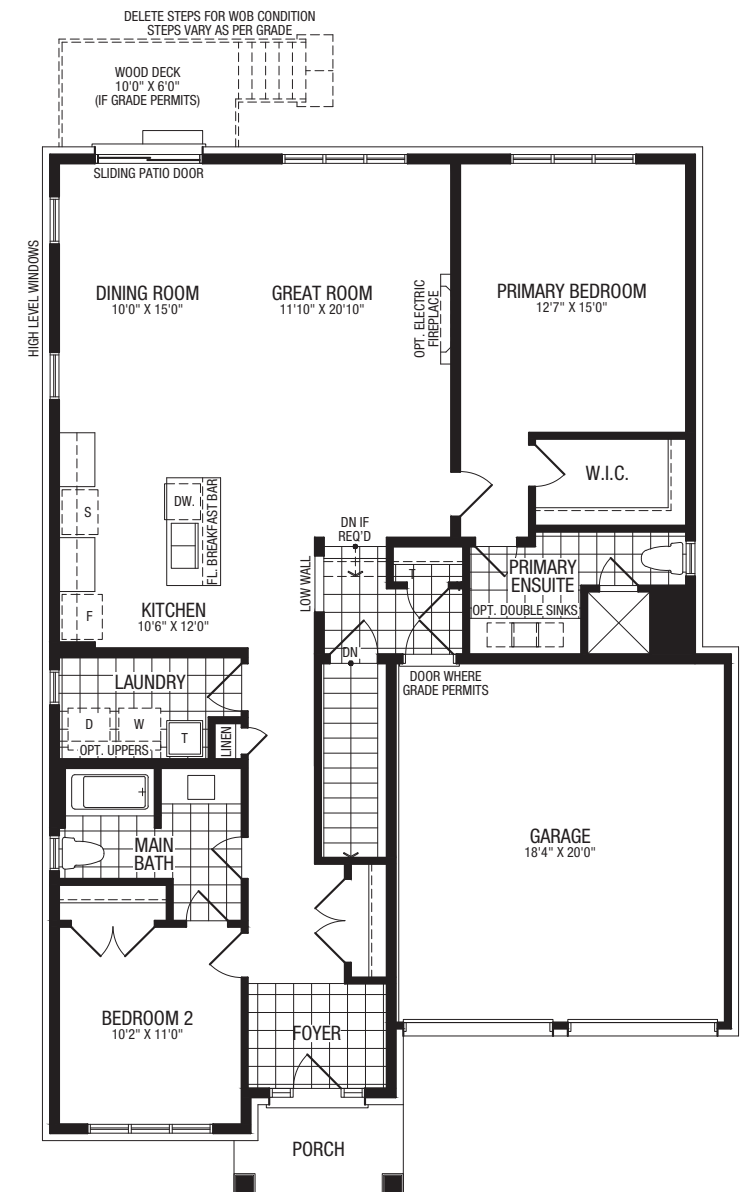 DELETE STEPS FOR WOB CONDITION
STEPS VARY AS PER GRADE
WOOD DECK
10'0" X 6'0"
(IF GRADE PERMITS)
SLIDING PATIO DOOR
HIGH LEVEL WINDOWS
DINING ROOM
10'0" X 15'0"
GREAT ROOM
11'10" X 20'10"
OPT. ELECTRIC
FIREPLACE
PRIMARY BEDROOM
12'7" X 15'0"
W.I.C.
S
DW.
FL. BREAKFAST BAR
F
KITCHEN
10'6" X 12'0"
DN IF
REQ'D
LOW WALL
T
PRIMARY
ENSUITE
OPT. DOUBLE SINKS
DN
DOOR WHERE
GRADE PERMITS
LAUNDRY
D
W
T
OPT. UPPERS
LINEN
MAIN
BATH
GARAGE
18'4" X 20'0"
BEDROOM 2
10'2" X 11'0"
FOYER
PORCH